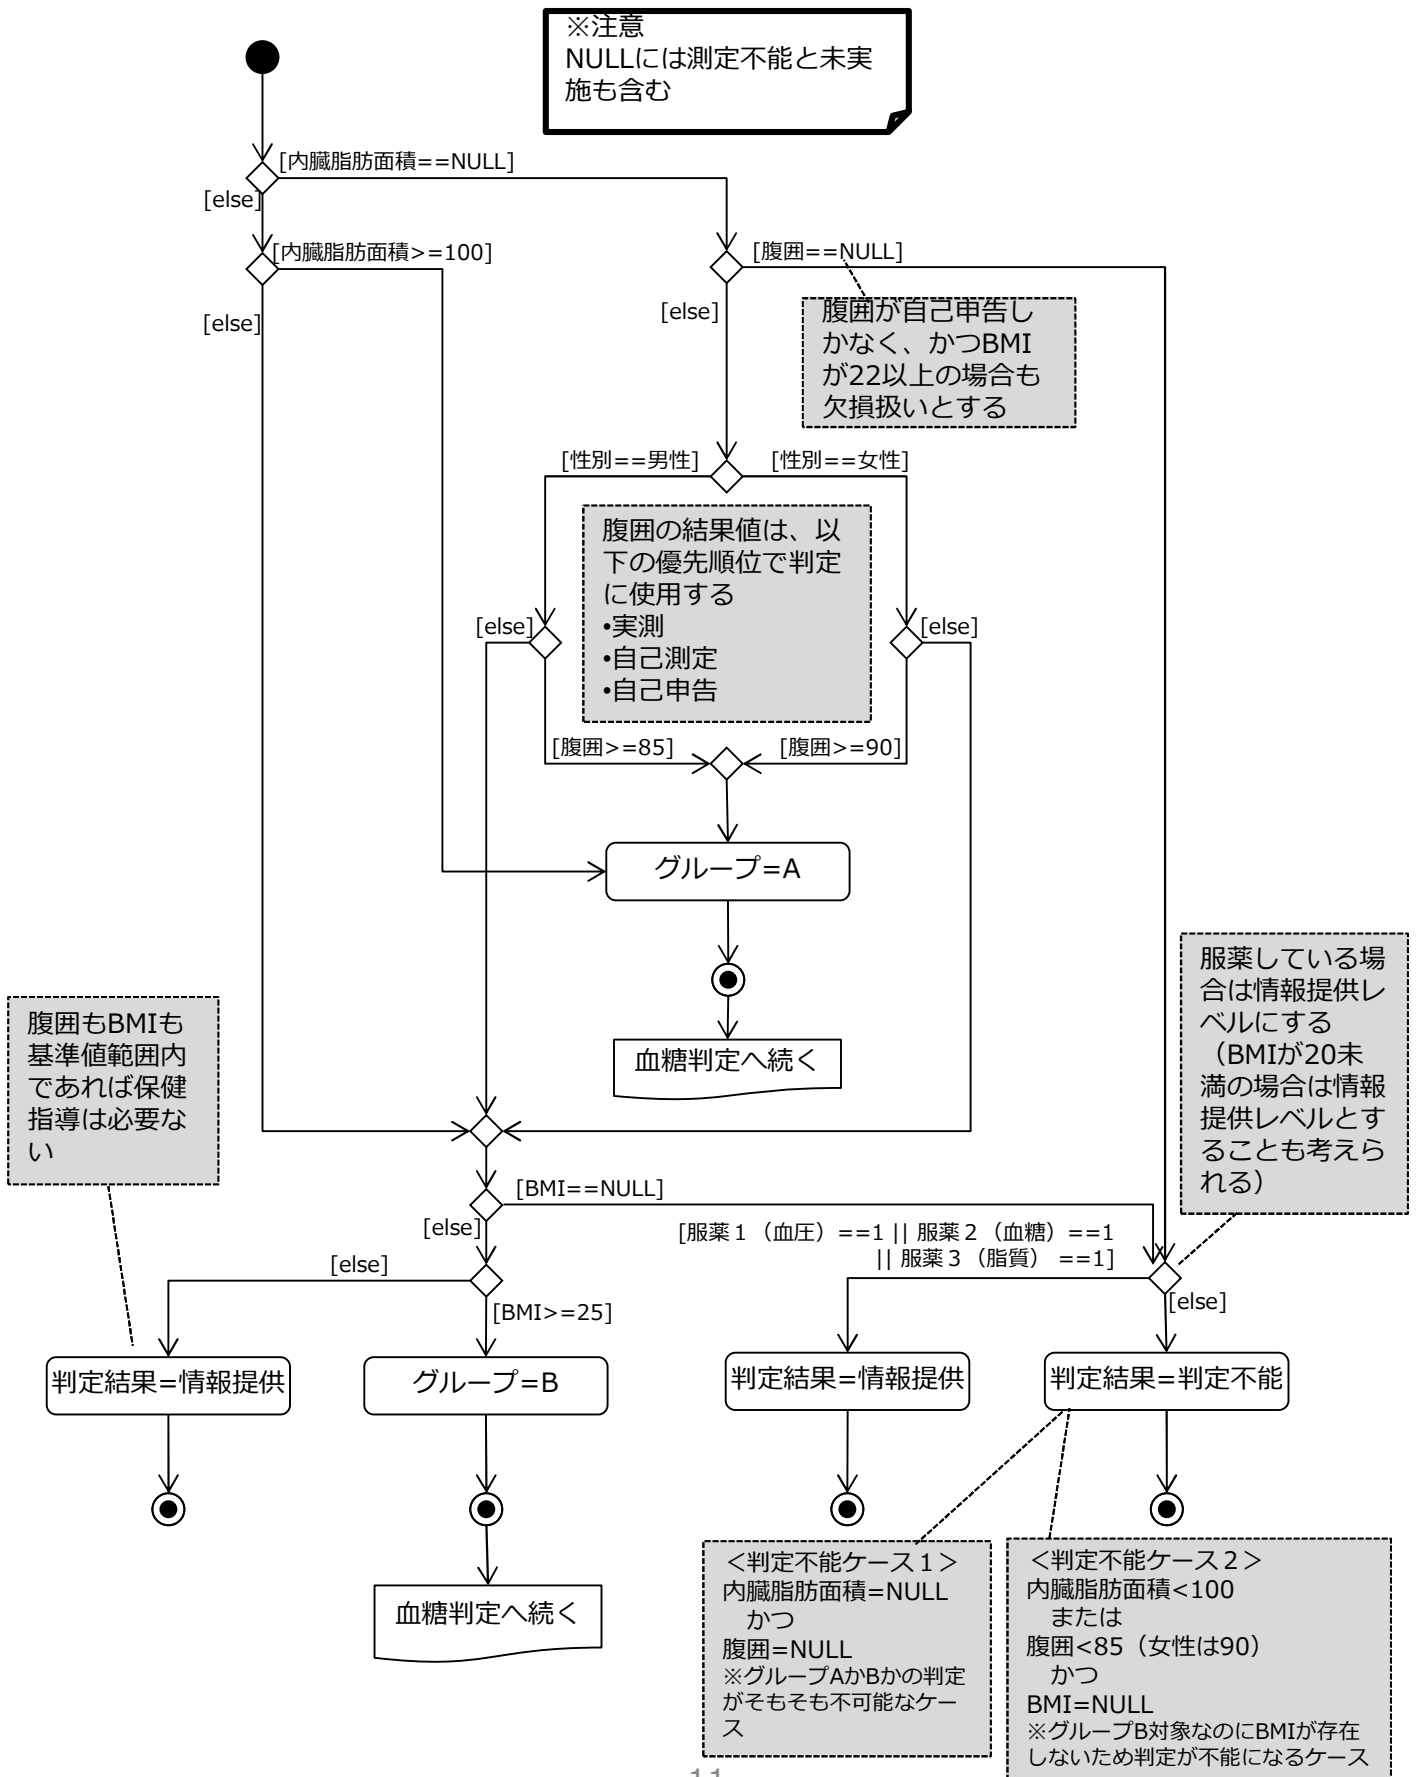 ※注意
NULLには測定不能と未実
施も含む
[内臓脂肪面積==NULL]
[else]
[内臓脂肪面積>=100]
[腹囲==NULL]
[else]
[else]
腹囲が自己申告し
かなく、かつBMI
が22以上の場合も
欠損扱いとする
[性別==男性]
[性別==女性]
腹囲の結果値は、以
下の優先順位で判定
に使用する
•実測
•自己測定
•自己申告
[else]
[else]
[腹囲>=85]
[腹囲>=90]
グループ=A
血糖判定へ続く
服薬している場
合は情報提供レ
ベルにする
（BMIが20未
満の場合は情報
提供レベルとす
ることも考えら
れる）
腹囲もBMIも
基準値範囲内
であれば保健
指導は必要な
い
[BMI==NULL]
[else]
[服薬１（血圧）==1 || 服薬２（血糖）==1
|| 服薬３（脂質） ==1]
[else]
[BMI>=25]
[else]
判定結果=情報提供
グループ=B
判定結果=情報提供
判定結果=判定不能
血糖判定へ続く
＜判定不能ケース１＞
内臓脂肪面積=NULL
かつ
腹囲=NULL
※グループAかBかの判定
がそもそも不可能なケー
ス
＜判定不能ケース２＞
内臓脂肪面積<100
または
腹囲<85（女性は90）
かつ
BMI=NULL
※グループB対象なのにBMIが存在
しないため判定が不能になるケース
11